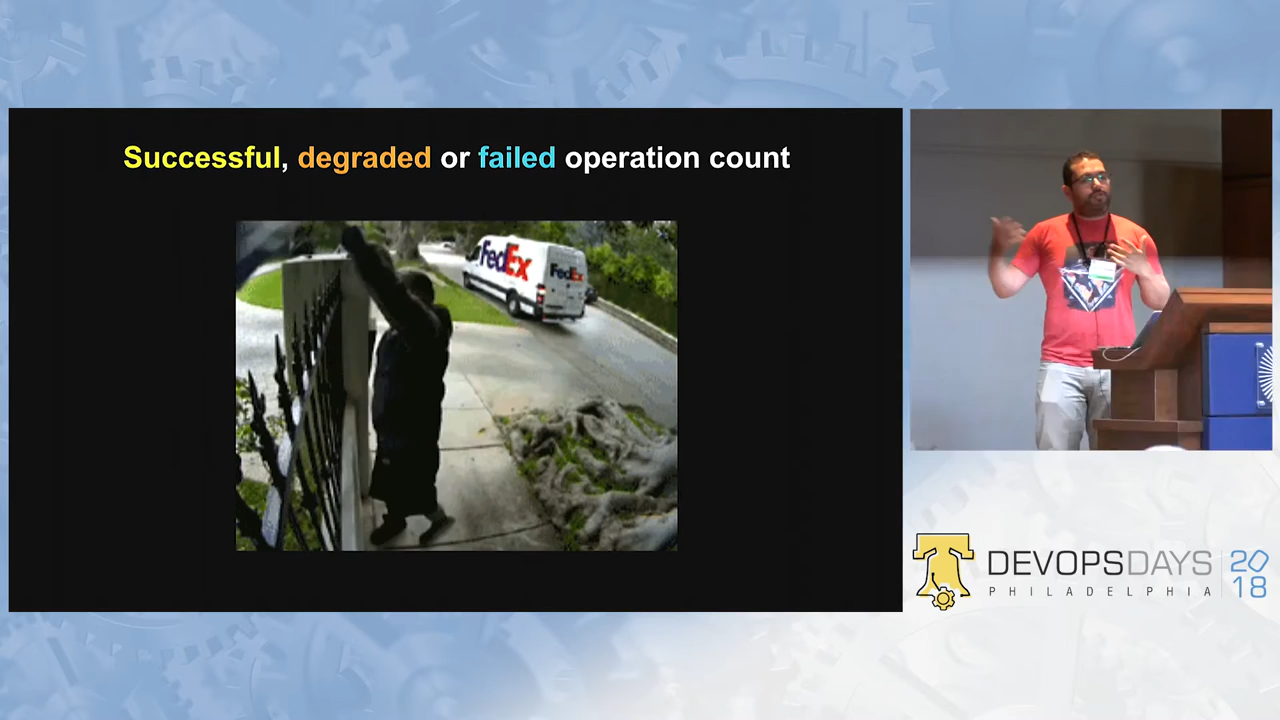 Successful, degraded or failed operation count
FedEx
FedEx
DEVOPSDAYS 2018
PHILADELPHIA